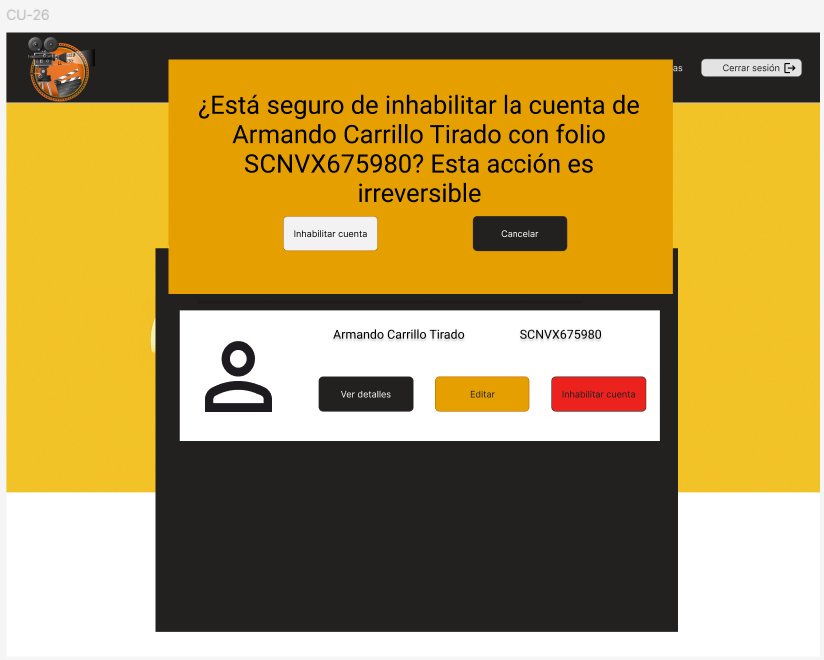 CU-26
as
Cerrar sesión
¿Está seguro de inhabilitar la cuenta de
Armando Carrillo Tirado con folio
SCNVX675980? Esta acción es
irreversible
Inhabilitar cuenta
Cancelar
Armando Carrillo Tirado
SCNVX675980
Ver detalles
Editar
Inhabilitar cuenta